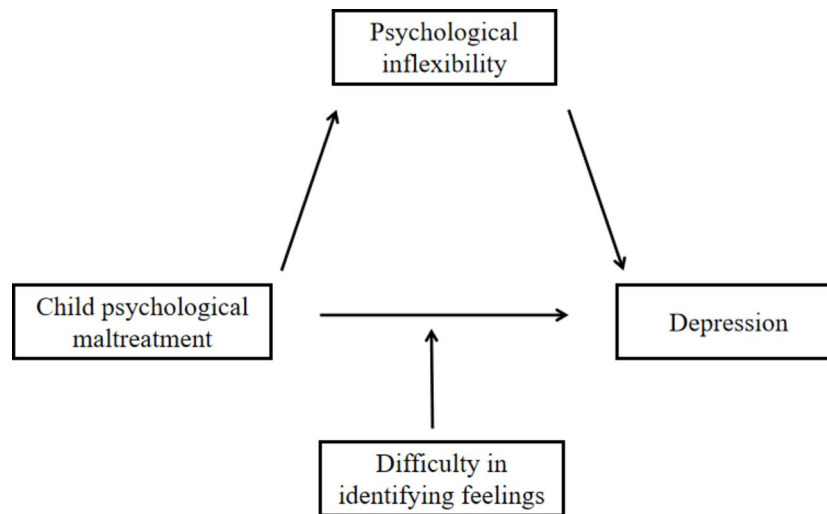 Psychological
inflexibility
Child psychological
maltreatment
Depression
Difficulty in
identifying feelings